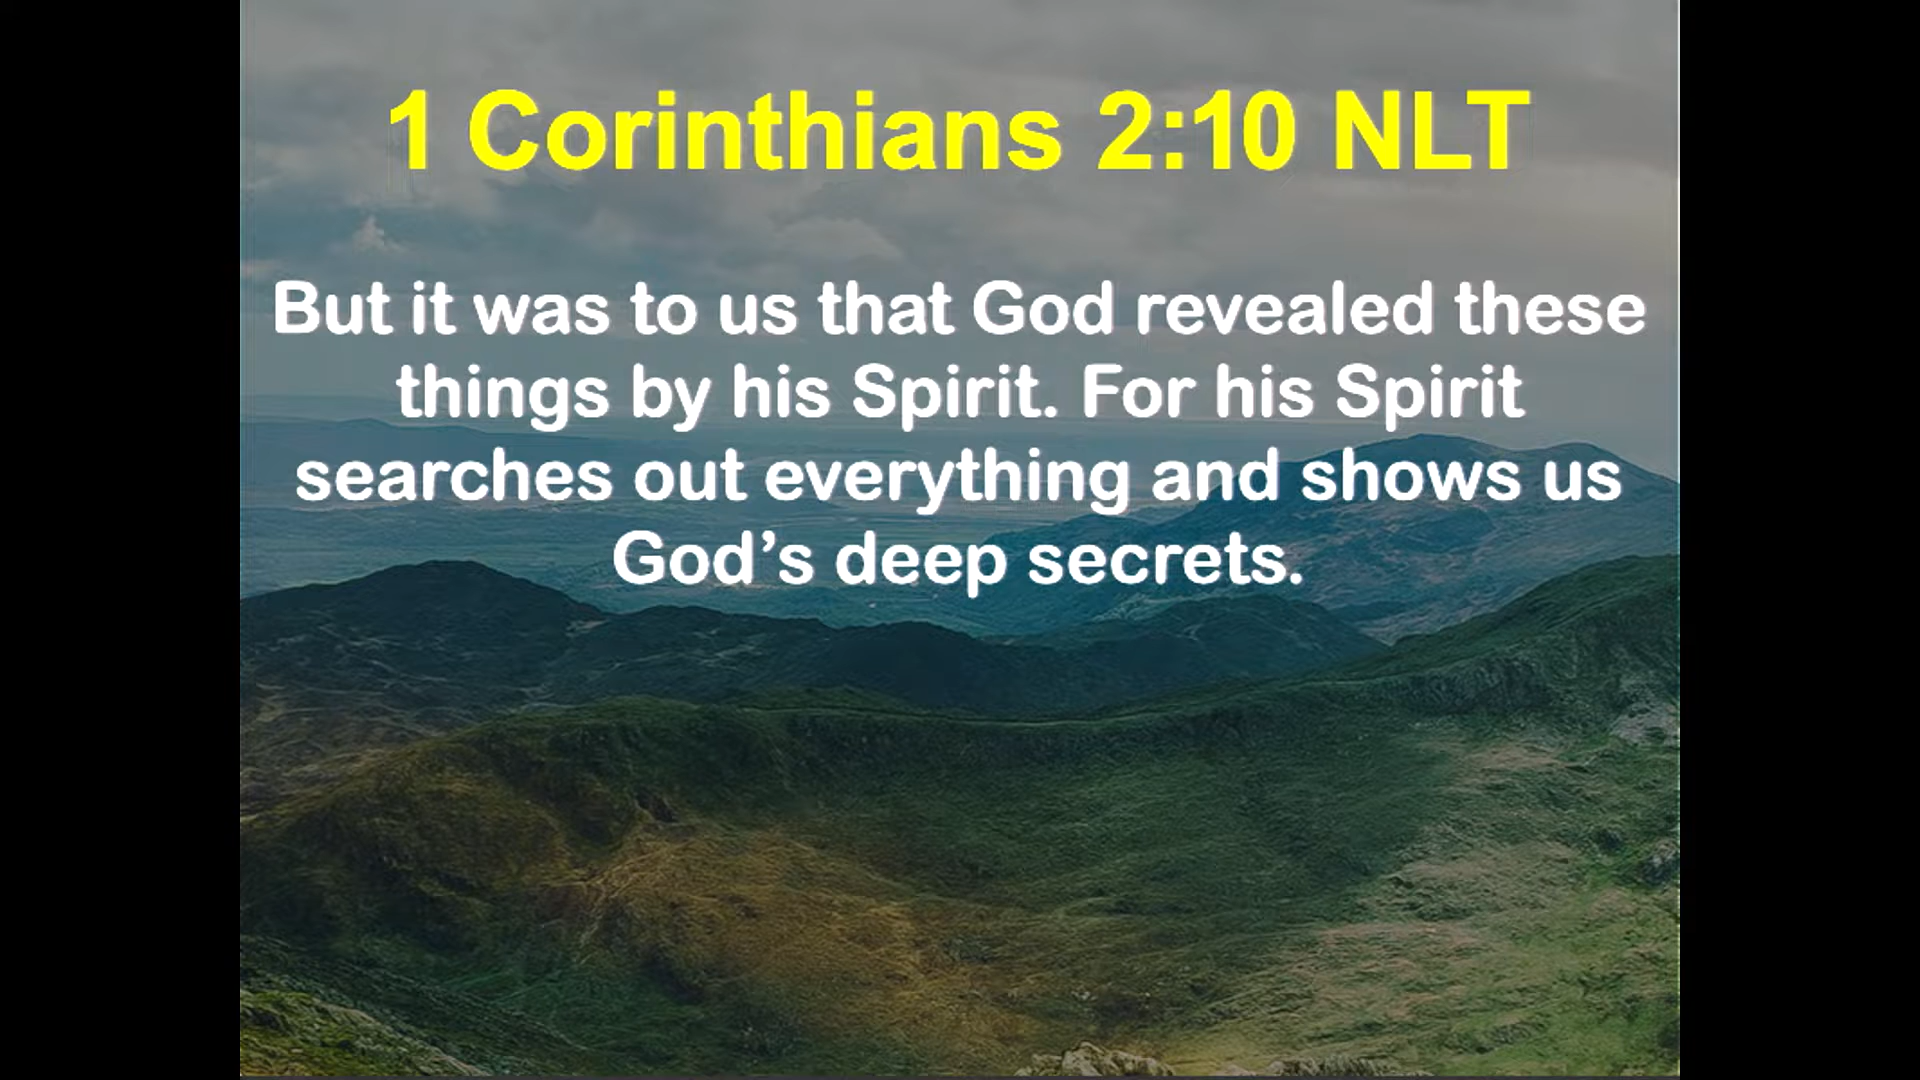 1 Corinthians 2:10 NLT
But it was to us that God revealed these
things by his Spirit. For his Spirit
searches out everything and shows us
God’s deep secrets.